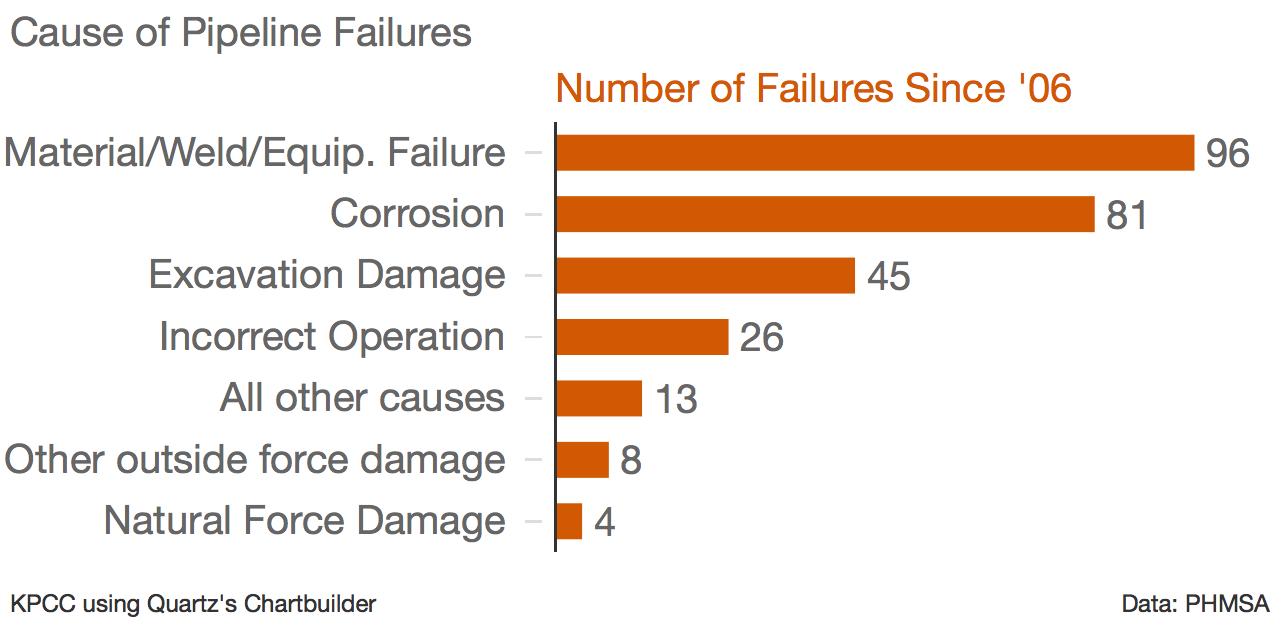 Cause of Pipeline Failures
Number of Failures Since '06
Material/Weld/Equip. Failure 96
Corrosion 81
Excavation Damage 45
Incorrect Operation 26
All other causes 13
Other outside force damage 8
Natural Force Damage 4
KPCC using Quartz's Chartbuilder Data: PHMSA